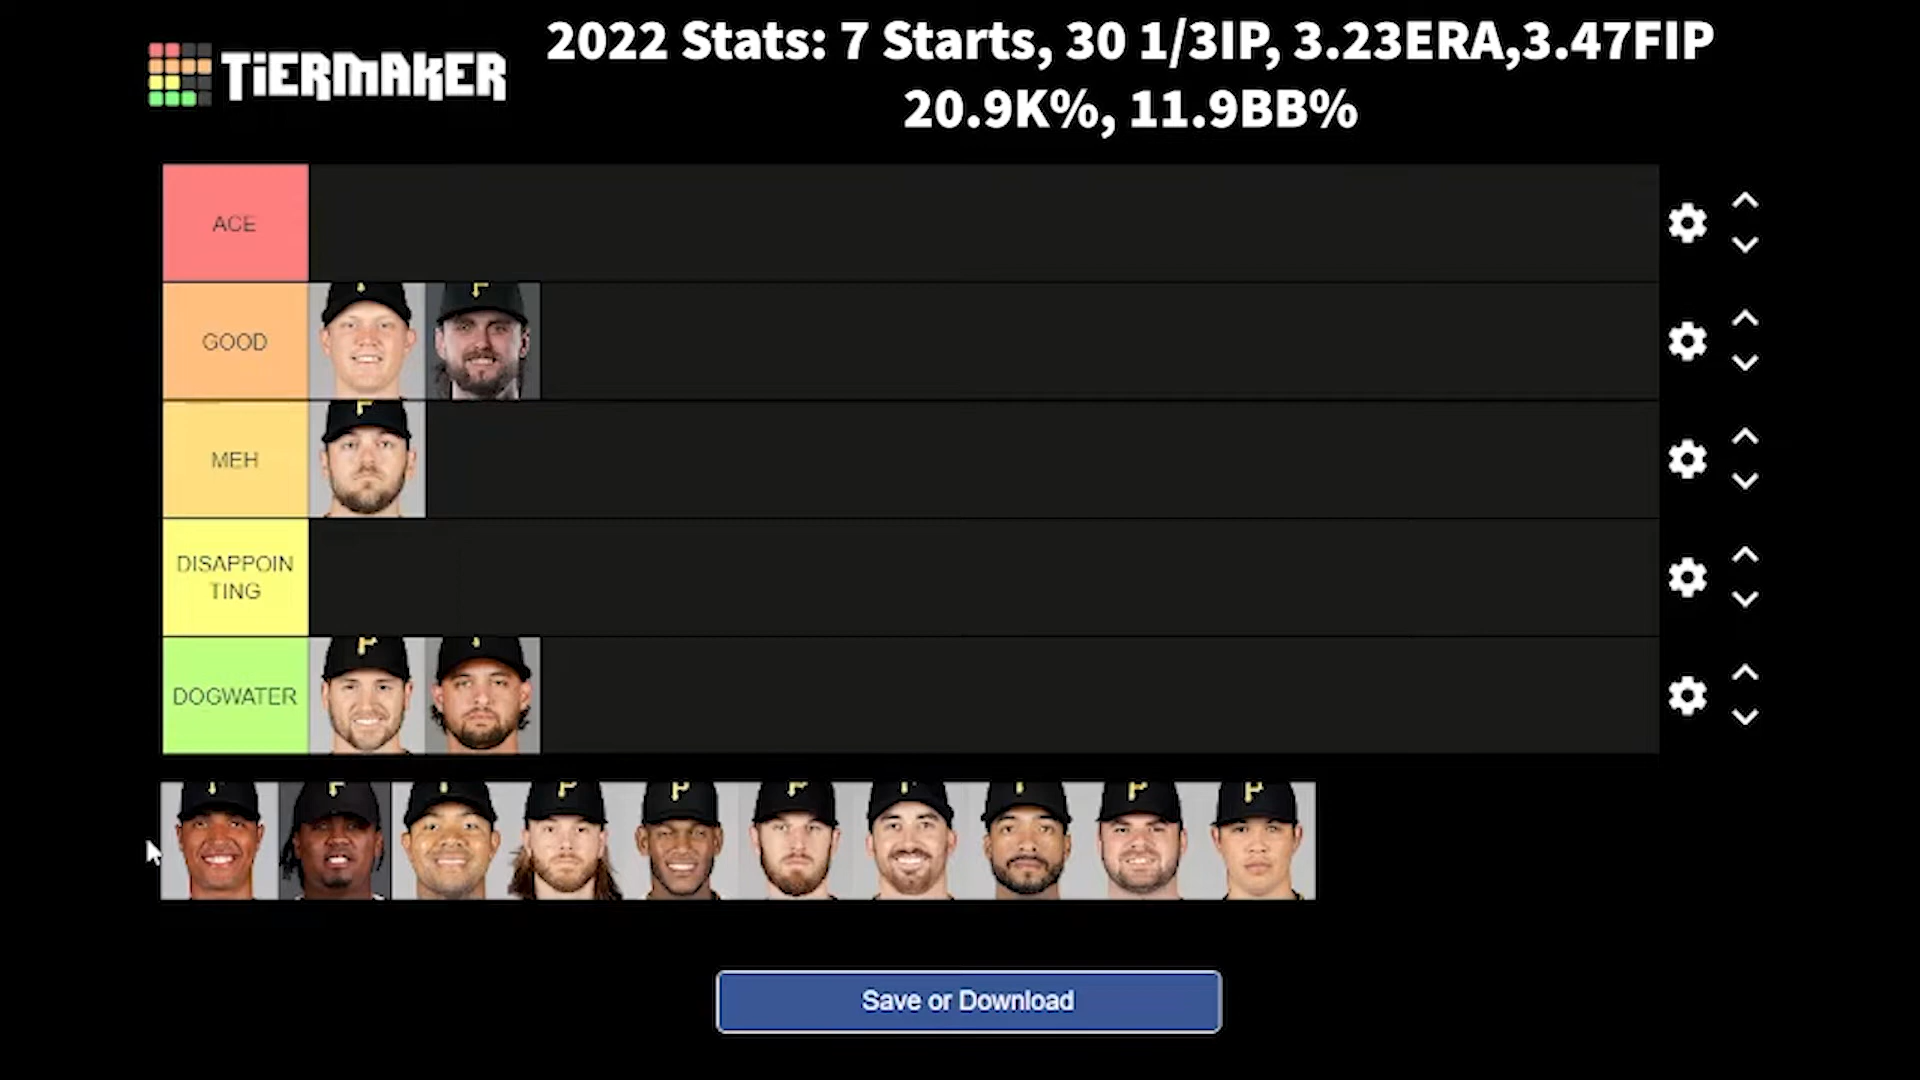 TiERMAKER
2022 Stats: 7 Starts, 30 1/3IP, 3.23ERA,3.47FIP
20.9K%, 11.9BB%
ACE
GOOD
MEH
DISAPPOIN
TING
DOGWATER
Save or Download